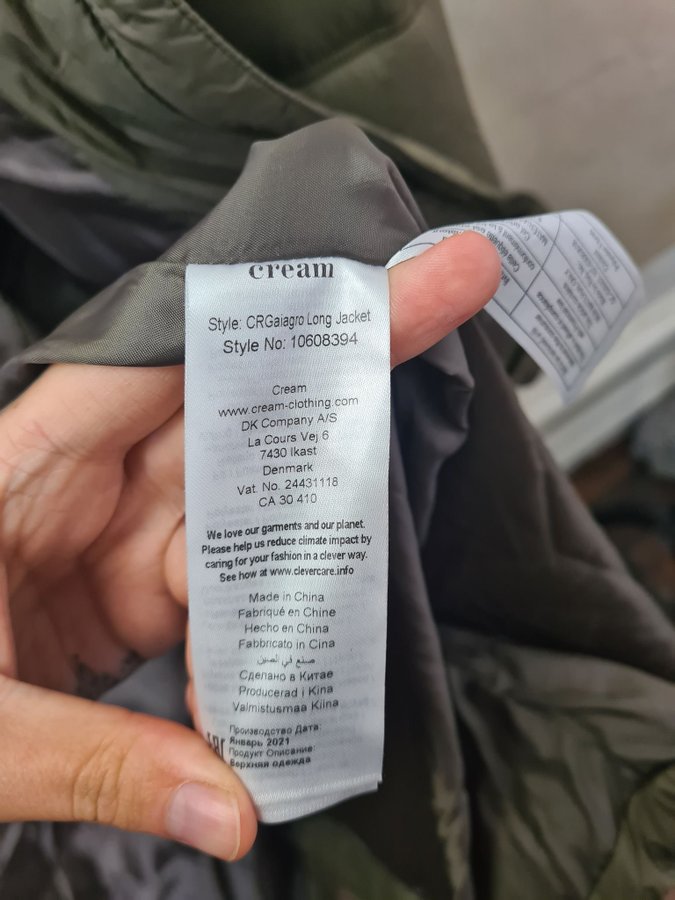 cream
Style: CRGaiagro Long Jacket
Style No: 10608394
Cream
www.cream-clothing.com
DK Company A/S
La Cours Vej 6
7430 Ikast
Denmark
Vat. No. 24431118
CA 30 410
We love our garments and our planet.
Please help us reduce climate impact by
caring for your fashion in a clever way.
See how at www.clevercare.info
Made in China
Fabriqué en Chine
Hecho en China
Fabbricato in Cina
صنع في الصين
Сделано в Китае
Producerad i Kina
Valmistusmaa Kiina
Производство Дата:
Январь 2021
Продукт Описание:
Верхняя одежда